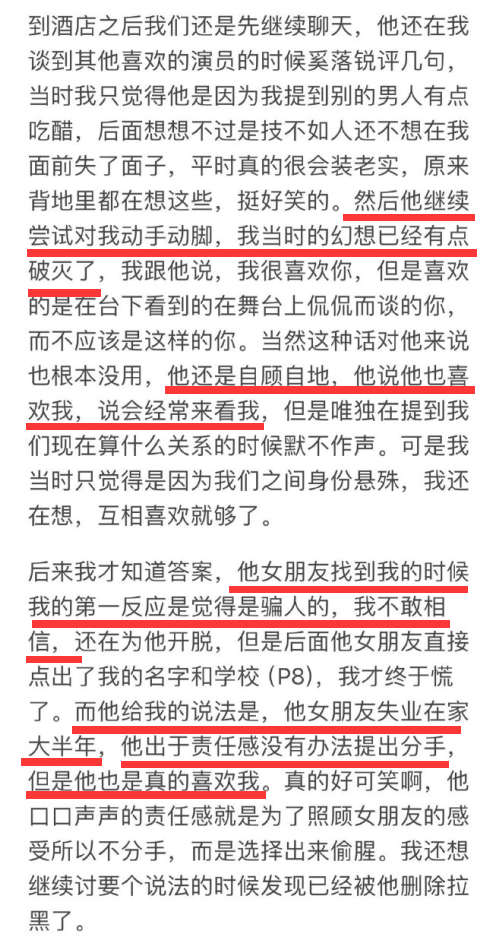 到酒店之后我们还是先继续聊天，他还在我
谈到其他喜欢的演员的时候奚落锐评几句，
当时我只觉得他是因为我提到别的男人有点
吃醋，后面想想不过是技不如人还不想在我
面前失了面子，平时真的很会装老实，原来
背地里都在想这些，挺好笑的。然后他继续
尝试对我动手动脚，我当时的幻想已经有点
破灭了，我跟他说，我很喜欢你，但是喜欢
的是在台下看到的在舞台上侃侃而谈的你，
而不应该是这样的你。当然这种话对他来说
也根本没用，他还是自顾自地，他说他也喜
欢我，说会经常来看我，但是唯独在提到我
们现在算什么关系的时候默不作声。可是我
当时只觉得是因为我们之间身份悬殊，我还
在想，互相喜欢就够了。
后来我才知道答案，他女朋友找到我的时候
我的第一反应是觉得是骗人的，我不敢相
信，还在为他开脱，但是后面他女朋友直接
点出了我的名字和学校（P8），我才终于慌
了。而他给我的说法是，他女朋友失业在家
大半年，他出于责任感没有办法提出分手，
但是他也是真的喜欢我。真的好可笑啊，他
口口声声的责任感就是为了照顾女朋友的感
受所以不分手，而是选择出来偷腥。我还想
继续讨要个说法的时候发现已经被他删除拉
黑了。